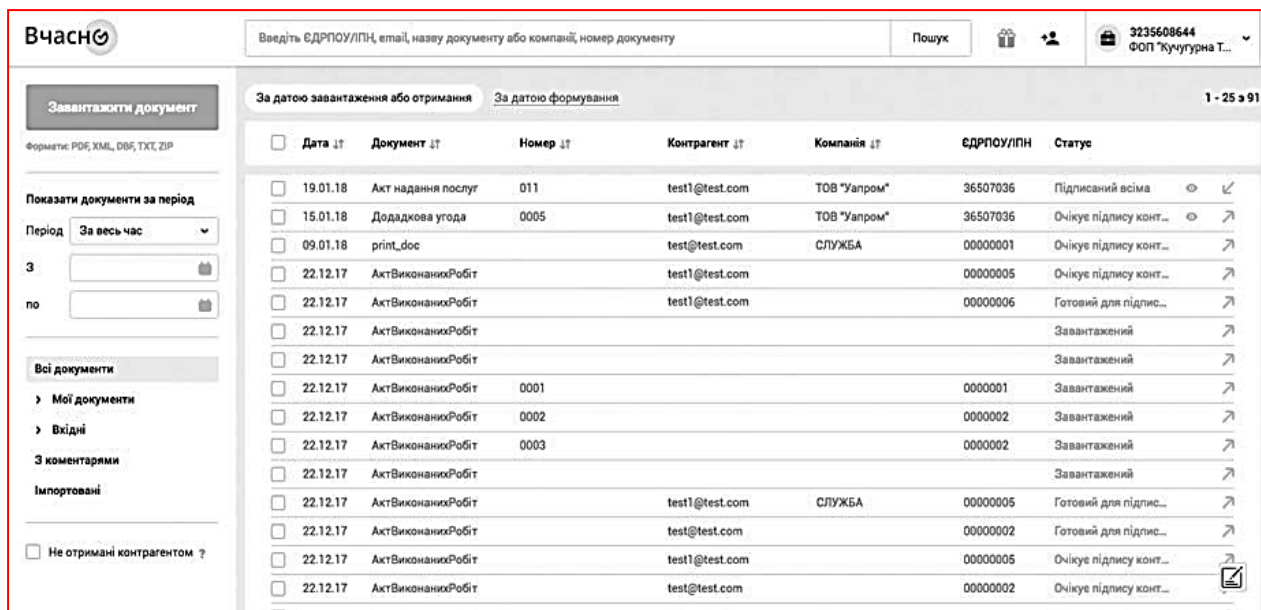 Вчасно
Введіть ЄДРПОУ/ІПН, email, назву документу або компанії, номер документу
Пошук
3235608644
ФОП "Кучугурна Т...
Завантажити документ
Формати: PDF, XML, DBF, TXT, ZIP
Показати документи за період
Період За весь час
З
по
Всі документи
Мої документи
Вхідні
З коментарями
Імпортовані
Не отримані контрагентом ?
За датою завантаження або отримання За датою формування 1 - 25 з 91
Дата Документ Номер Контрагент Компанія ЄДРПОУ/ІПН Статус
19.01.18 Акт надання послуг 011 test1@test.com ТОВ "Уапром" 36507036 Підписаний всіма
15.01.18 Додадкова угода 0005 test1@test.com ТОВ "Уапром" 36507036 Очікує підпису конт...
09.01.18 print_doc test@test.com СЛУЖБА 00000001 Очікує підпису конт...
22.12.17 АктВиконанихРобіт test1@test.com 00000005 Очікує підпису конт...
22.12.17 АктВиконанихРобіт test1@test.com 00000006 Готовий для підпис...
22.12.17 АктВиконанихРобіт Завантажений
22.12.17 АктВиконанихРобіт Завантажений
22.12.17 АктВиконанихРобіт 0001 0000001 Завантажений
22.12.17 АктВиконанихРобіт 0002 0000002 Завантажений
22.12.17 АктВиконанихРобіт 0003 0000002 Завантажений
22.12.17 АктВиконанихРобіт Завантажений
22.12.17 АктВиконанихРобіт test1@test.com СЛУЖБА 00000005 Готовий для підпис...
22.12.17 АктВиконанихРобіт test@test.com 00000002 Готовий для підпис...
22.12.17 АктВиконанихРобіт test1@test.com 00000005 Очікує підпису конт...
22.12.17 АктВиконанихРобіт test@test.com 00000002 Очікує підпису конт...